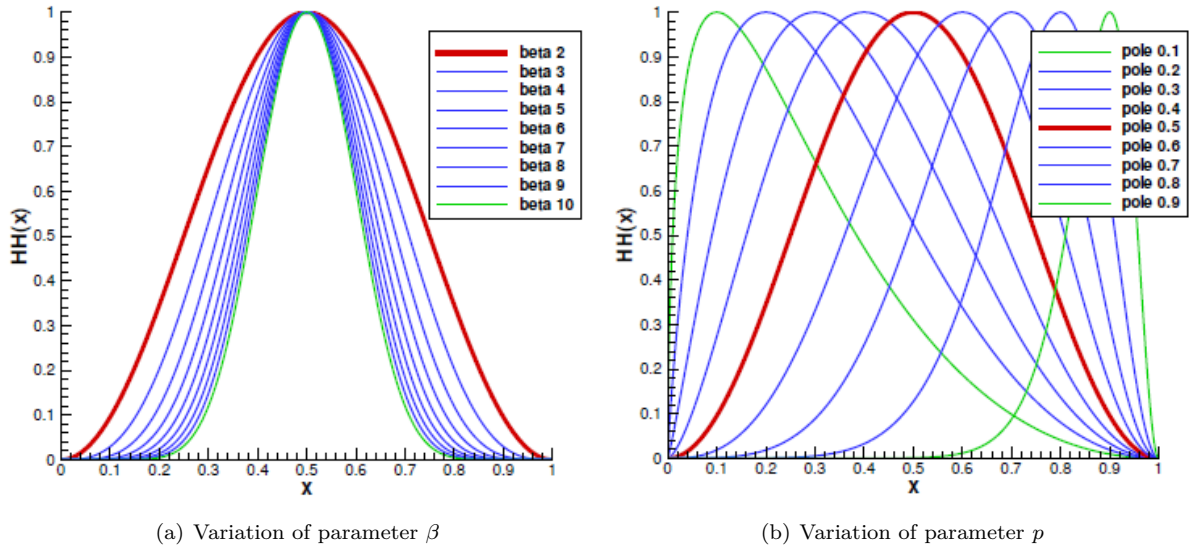 1
0.9
0.8
0.7
0.6
0.5
0.4
0.3
0.2
0.1
0
HH(x)
0 0.1 0.2 0.3 0.4 0.5 0.6 0.7 0.8 0.9 1
X
beta 2
beta 3
beta 4
beta 5
beta 6
beta 7
beta 8
beta 9
beta 10
(a) Variation of parameter β
1
0.9
0.8
0.7
0.6
0.5
0.4
0.3
0.2
0.1
0
HH(x)
0 0.1 0.2 0.3 0.4 0.5 0.6 0.7 0.8 0.9 1
X
pole 0.1
pole 0.2
pole 0.3
pole 0.4
pole 0.5
pole 0.6
pole 0.7
pole 0.8
pole 0.9
(b) Variation of parameter p